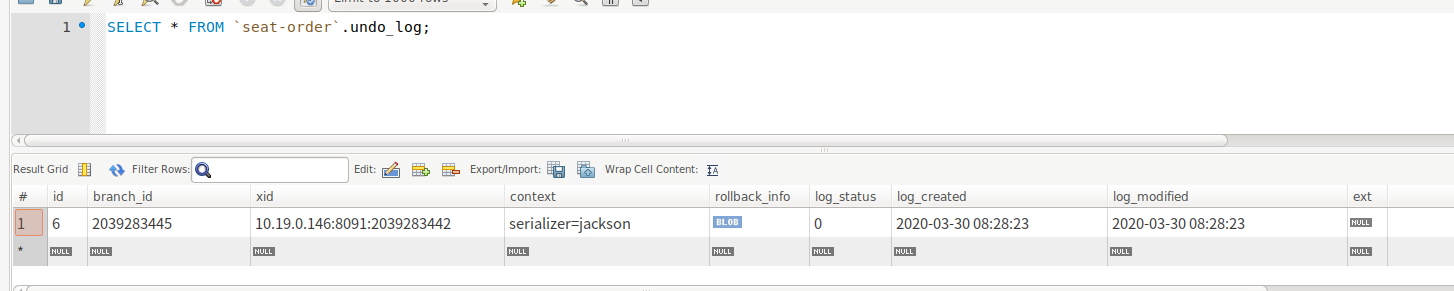 Limit to 1000 rows
1 SELECT * FROM `seat-order`.undo_log;
Result Grid Filter Rows: Edit: Export/Import: Wrap Cell Content:
# id branch_id xid context rollback_info log_status log_created log_modified ext
1 6 2039283445 10.19.0.146:8091:2039283442 serializer=jackson BLOB 0 2020-03-30 08:28:23 2020-03-30 08:28:23 NULL
* NULL NULL NULL NULL NULL NULL NULL NULL NULL